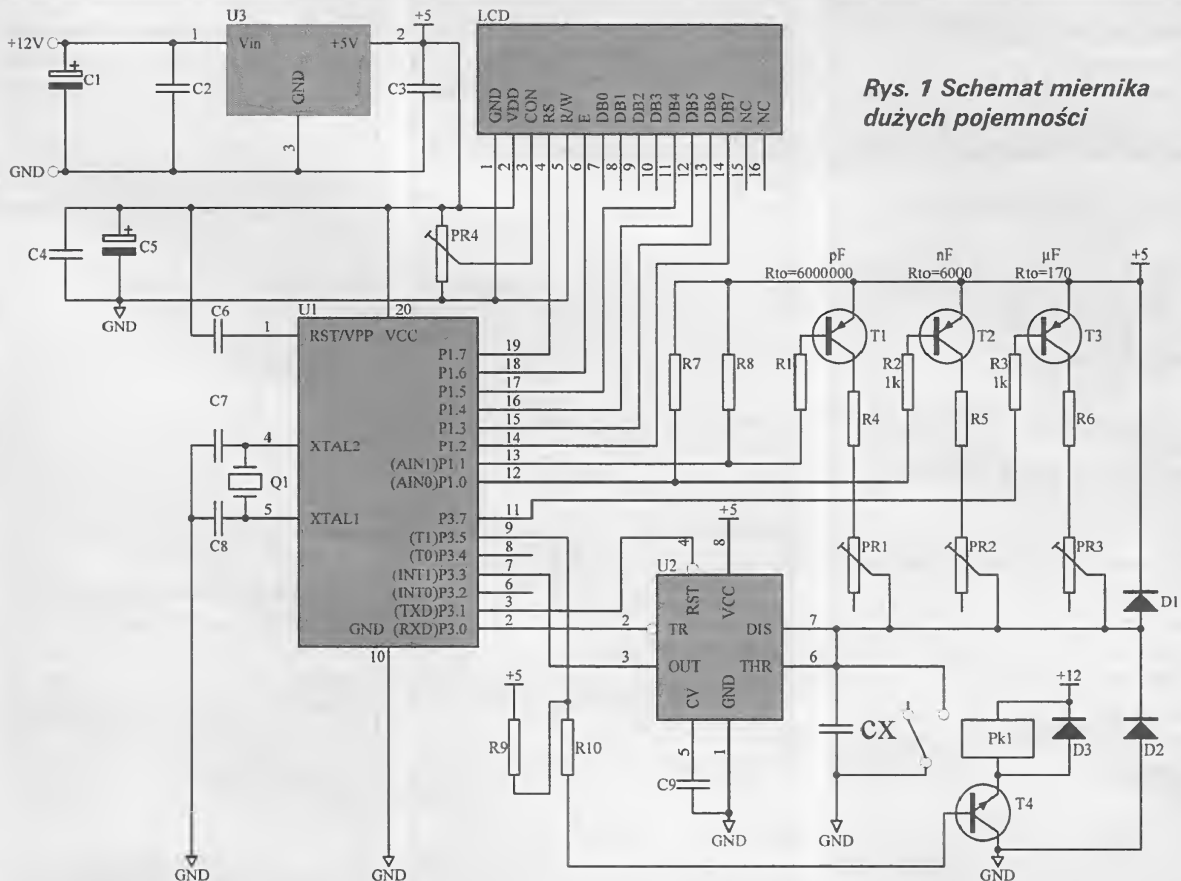 U3
+5
LCD
+12V
1
Vin
+5V
2
C1
C2
GND
C3
3
GND
GND
VDD
CON
RS
R/W
E
DB0
DB1
DB2
DB3
DB4
DB5
DB6
DB7
NC
NC
1
2
3
4
5
6
7
8
9
10
11
12
13
14
15
16
Rys. 1 Schemat miernika
dużych pojemności
C4
C5
PR4
GND
pF
Rto=6000000
nF
Rto=6000
µF
Rto=170
+5
C6
U1
20
1
RST/VPP
VCC
P1.7
19
P1.6
18
P1.5
17
P1.4
16
P1.3
15
P1.2
14
(AIN1)P1.1
13
(AIN0)P1.0
12
P3.7
11
(T1)P3.5
9
(T0)P3.4
8
(INT1)P3.3
7
(INT0)P3.2
6
(TXD)P3.1
3
GND
(RXD)P3.0
2
10
C7
4
XTAL2
Q1
5
XTAL1
C8
R7
R8
R1
T1
R2
1k
T2
R3
1k
T3
R4
R5
R6
PR1
PR2
PR3
D1
+5
4
8
U2
RST
VCC
2
TR
DIS
7
3
OUT
THR
6
CV
GND
5
1
C9
GND
+5
R9
R10
CX
GND
+12
Pk1
D3
D2
T4
GND
GND
GND